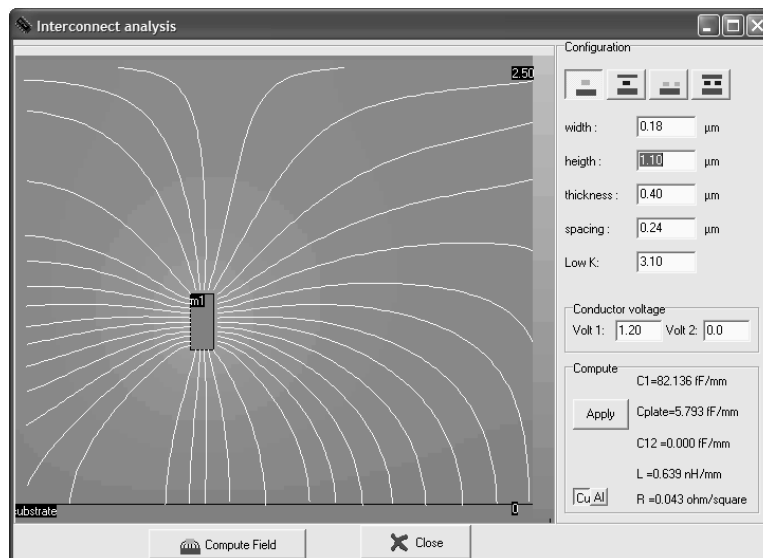 Interconnect analysis
2.50
m1
substrate
0
Compute Field
Close
Configuration
width : 0.18 μm
heigth : 1.10 μm
thickness : 0.40 μm
spacing : 0.24 μm
Low K: 3.10
Conductor voltage
Volt 1: 1.20 Volt 2: 0.0
Compute
C1=82.136 fF/mm
Apply
Cplate=5.793 fF/mm
C12 =0.000 fF/mm
L =0.639 nH/mm
Cu Al
R =0.043 ohm/square